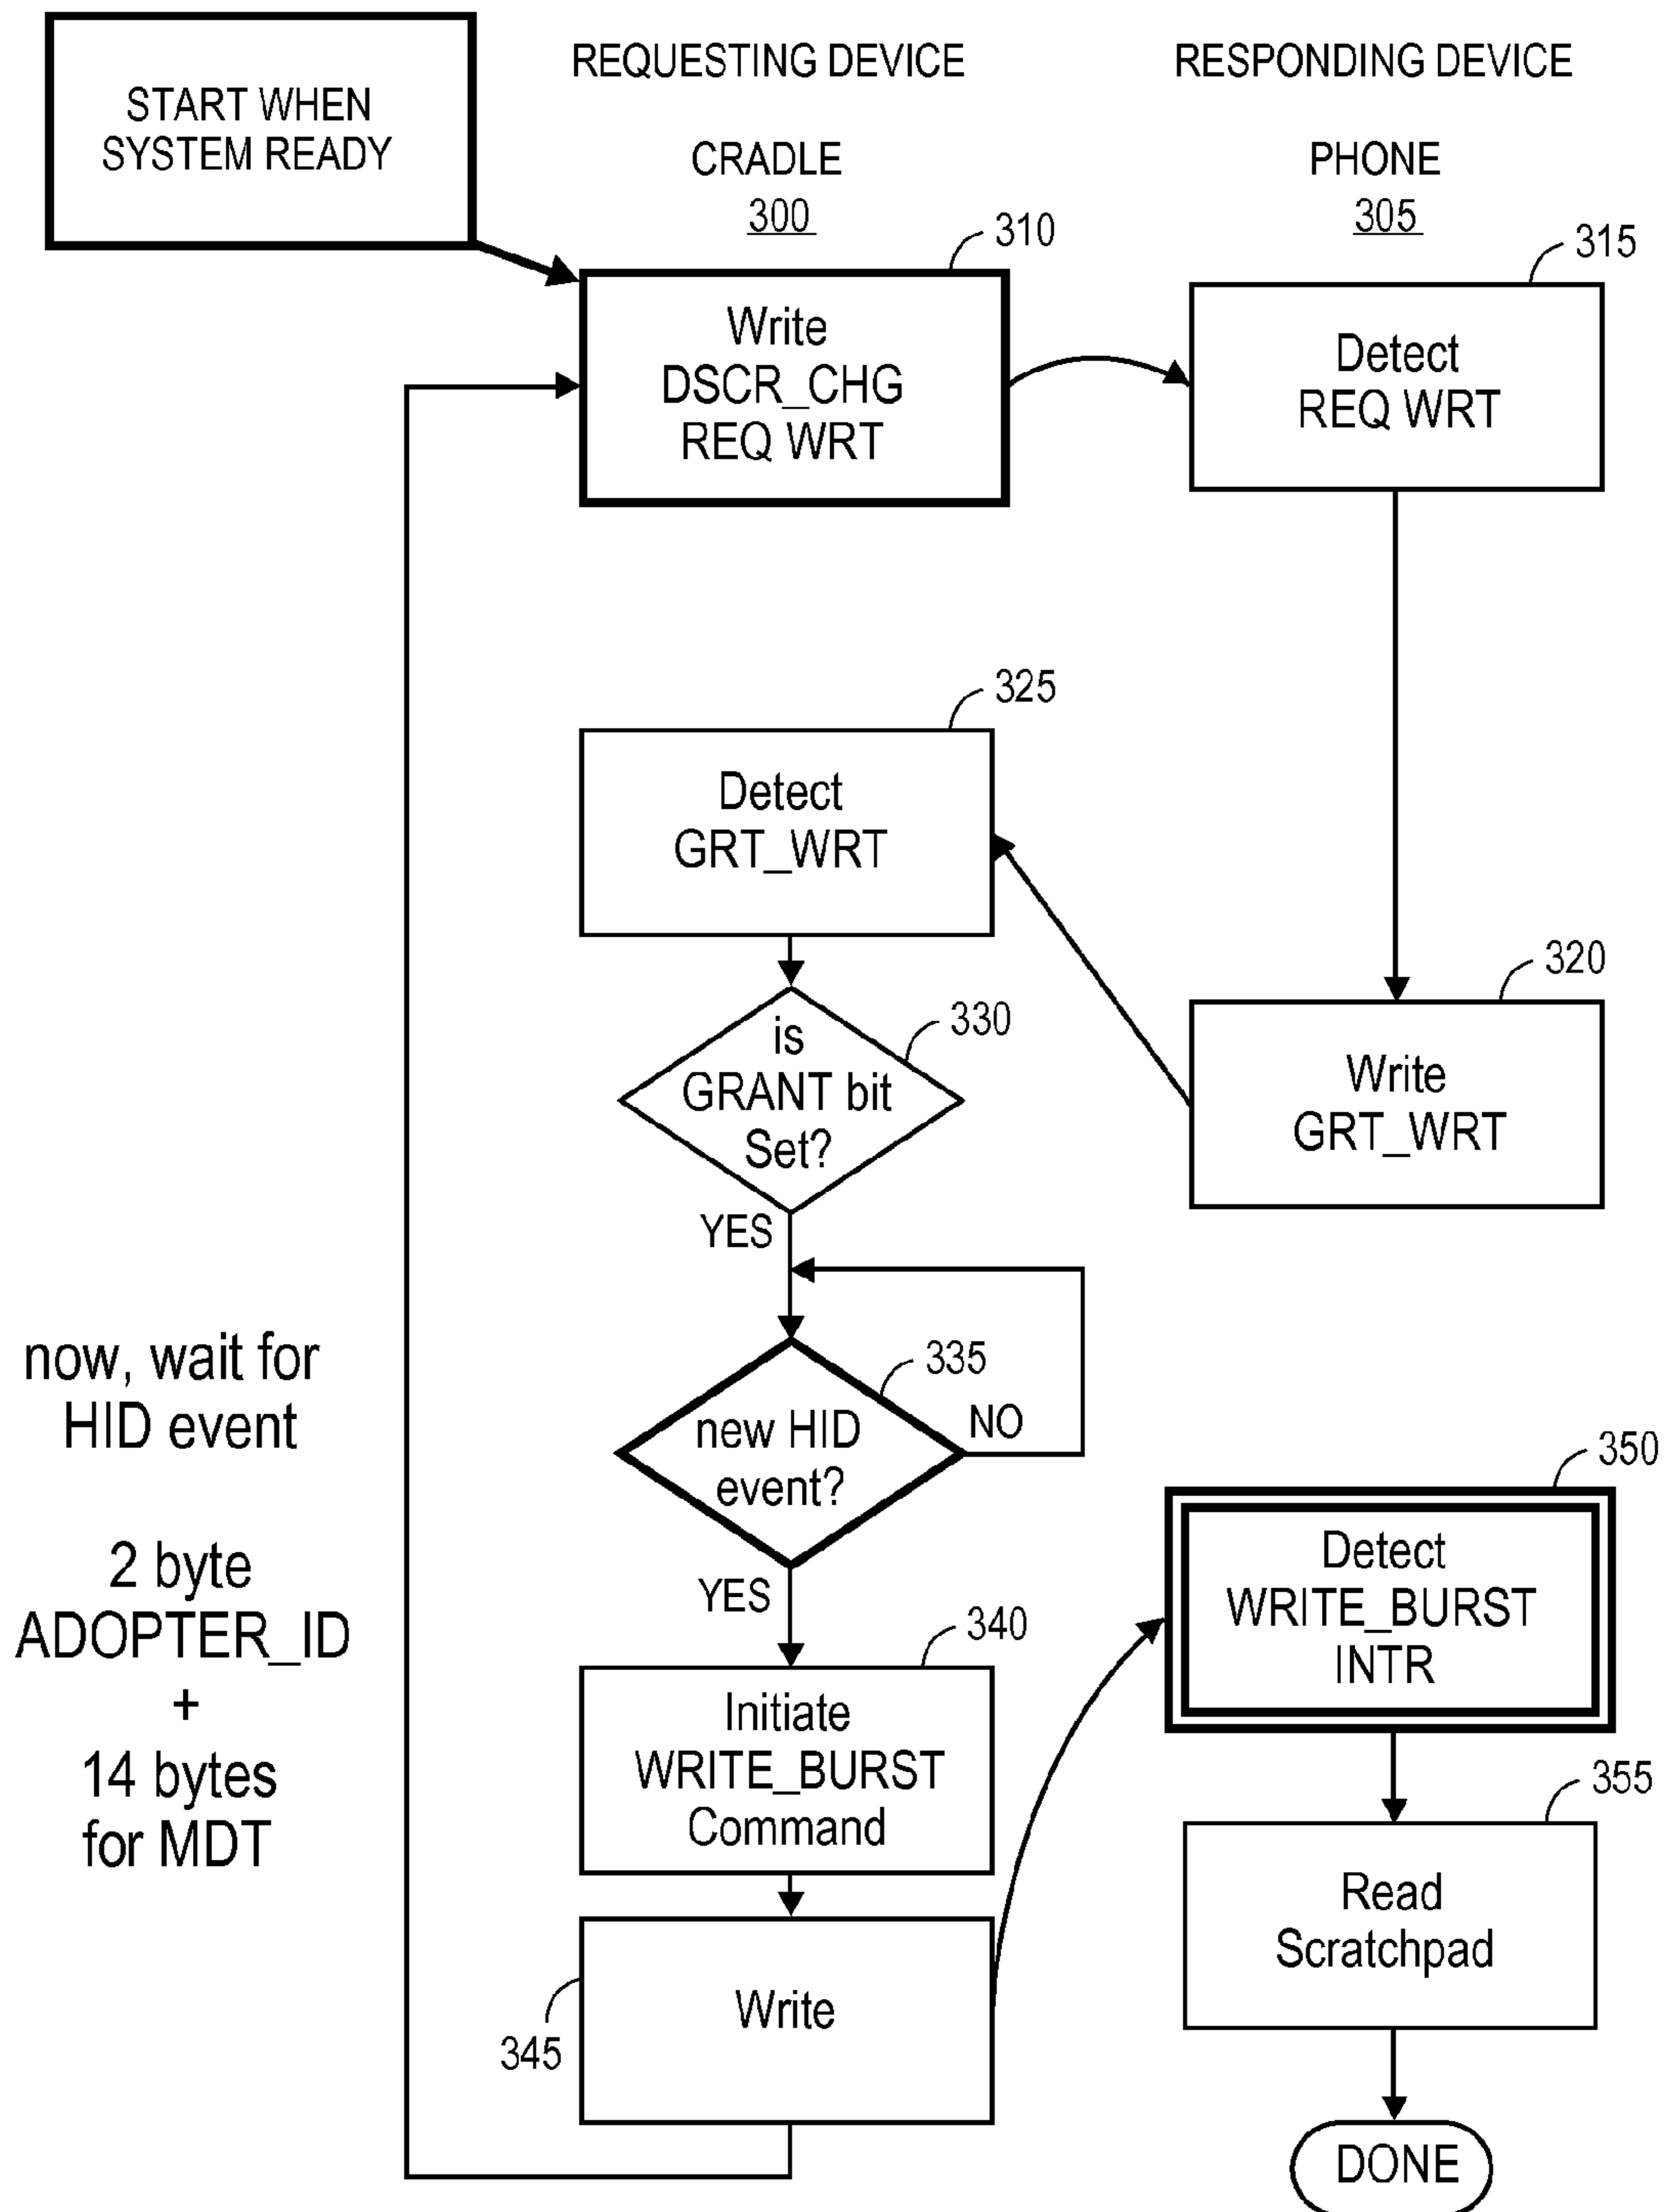 START WHEN
SYSTEM READY
REQUESTING DEVICE
RESPONDING DEVICE
CRADLE
300
PHONE
305
310
315
Write
DSCR_CHG
REQ WRT
Detect
REQ WRT
325
Detect
GRT_WRT
320
Write
GRT_WRT
330
is
GRANT bit
Set?
YES
now, wait for
HID event
2 byte
ADOPTER_ID
+
14 bytes
for MDT
335
new HID
event?
NO
YES
340
Initiate
WRITE_BURST
Command
345
Write
350
Detect
WRITE_BURST
INTR
355
Read
Scratchpad
DONE